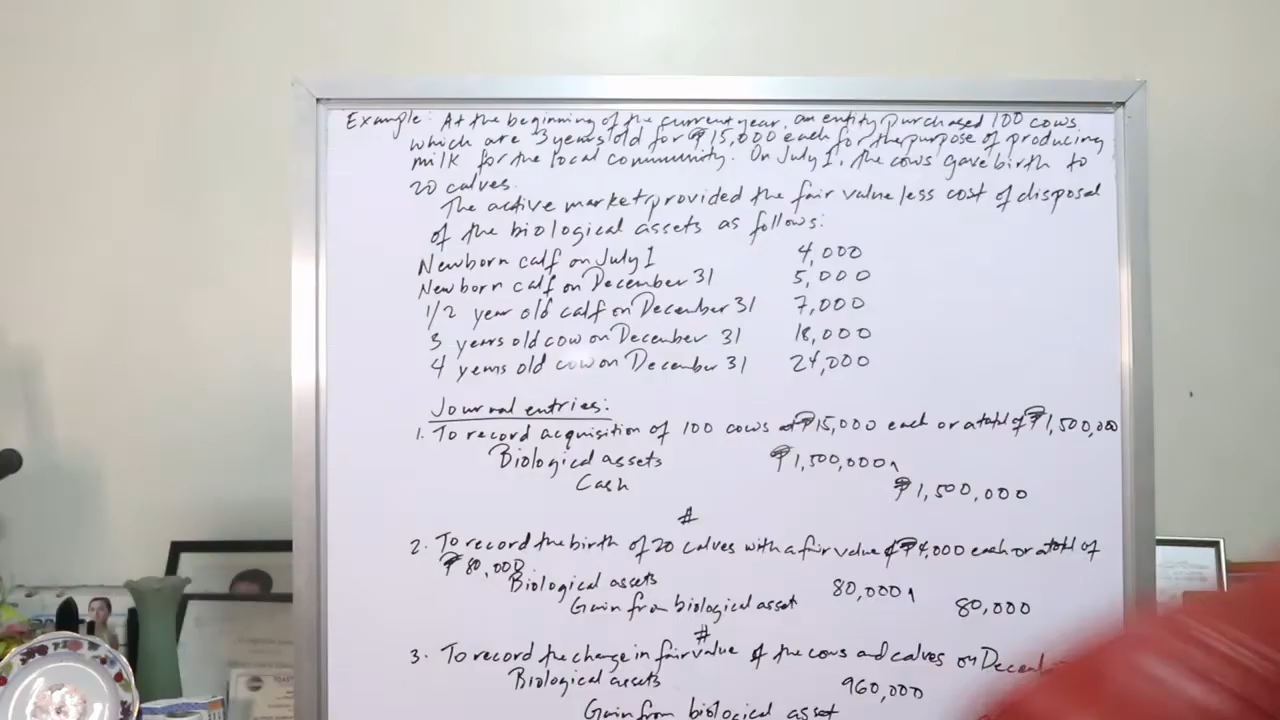 Example: At the beginning of the current year, an entity purchased 100 cows
which are 3 years old for ₱15,000 each for the purpose of producing
milk for the local community. On July 1, the cows gave birth to
20 calves.
The active market provided the fair value less cost of disposal
of the biological assets as follows:
Newborn calf on July 1 4,000
Newborn calf on December 31 5,000
1/2 year old calf on December 31 7,000
3 years old cow on December 31 18,000
4 years old cow on December 31 24,000
Journal entries:
1. To record acquisition of 100 cows at ₱15,000 each or a total of ₱1,500,000
Biological assets ₱1,500,000
Cash ₱1,500,000
#
2. To record the birth of 20 calves with a fair value of ₱4,000 each or a total of
₱80,000
Biological assets 80,000
Gain from biological asset 80,000
#
3. To record the change in fair value of the cows and calves on
Biological assets 960,000
Gain from biological asset